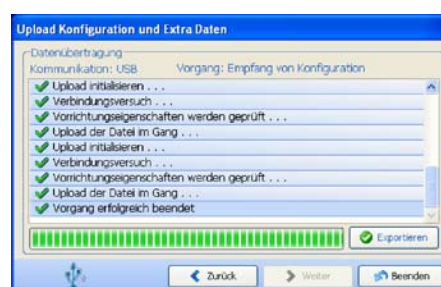 Upload Konfiguration und Extra Daten
Datenübertragung
Kommunikation: USB Vorgang: Empfang von Konfiguration
Upload initialisieren . . .
Verbindungsversuch . . .
Vorrichtungseigenschaften werden geprüft . . .
Upload der Datei im Gang . . .
Upload initialisieren . . .
Verbindungsversuch . . .
Vorrichtungseigenschaften werden geprüft . . .
Upload der Datei im Gang . . .
Vorgang erfolgreich beendet
Exportieren
Zurück Weiter Beenden